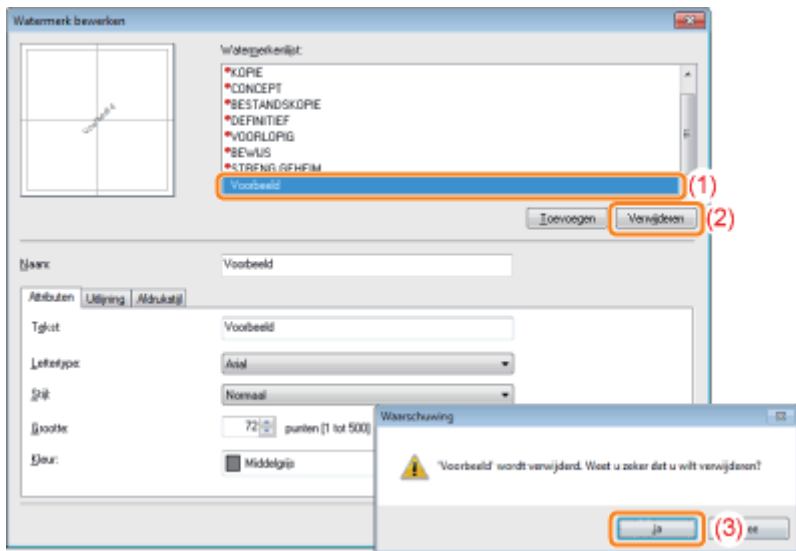 Watermerk bewerken
Watermerkenlijst:
*KOPIE
*CONCEPT
*BESTANDSKOPIE
*DEFINITIEF
*VOORLOPIG
*BEWIJS
*STRENG GEHEIM
Voorbeeld
(1)
Toevoegen
Verwijderen
(2)
Naam:
Voorbeeld
Attributen
Uitlijning
Afdrukstijl
Tekst:
Voorbeeld
Lettertype:
Arial
Stijl:
Normaal
Grootte:
72
punten [1 tot 500]
Kleur:
Middelgrijs
Waarschuwing
'Voorbeeld' wordt verwijderd. Weet u zeker dat u wilt verwijderen?
Ja
(3)
ee